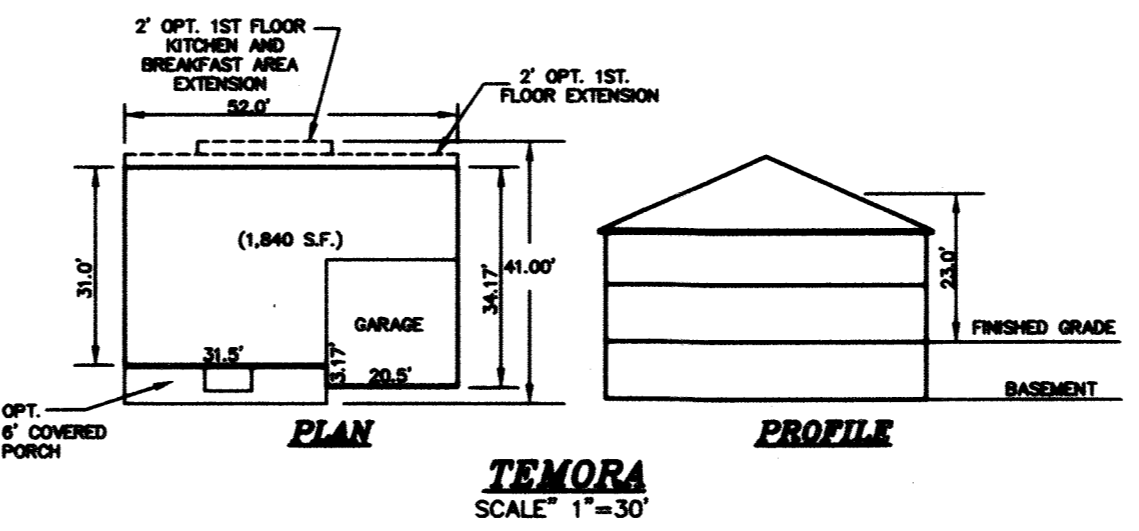 2' OPT. 1ST FLOOR
KITCHEN AND
BREAKFAST AREA
EXTENSION
52.0'
2' OPT. 1ST.
FLOOR EXTENSION
(1,840 S.F.)
31.0'
34.17'
41.00'
GARAGE
31.5'
3.17'
20.5'
OPT.
6' COVERED
PORCH
PLAN
23.0'
FINISHED GRADE
BASEMENT
PROFILE
TEMORA
SCALE" 1"=30'